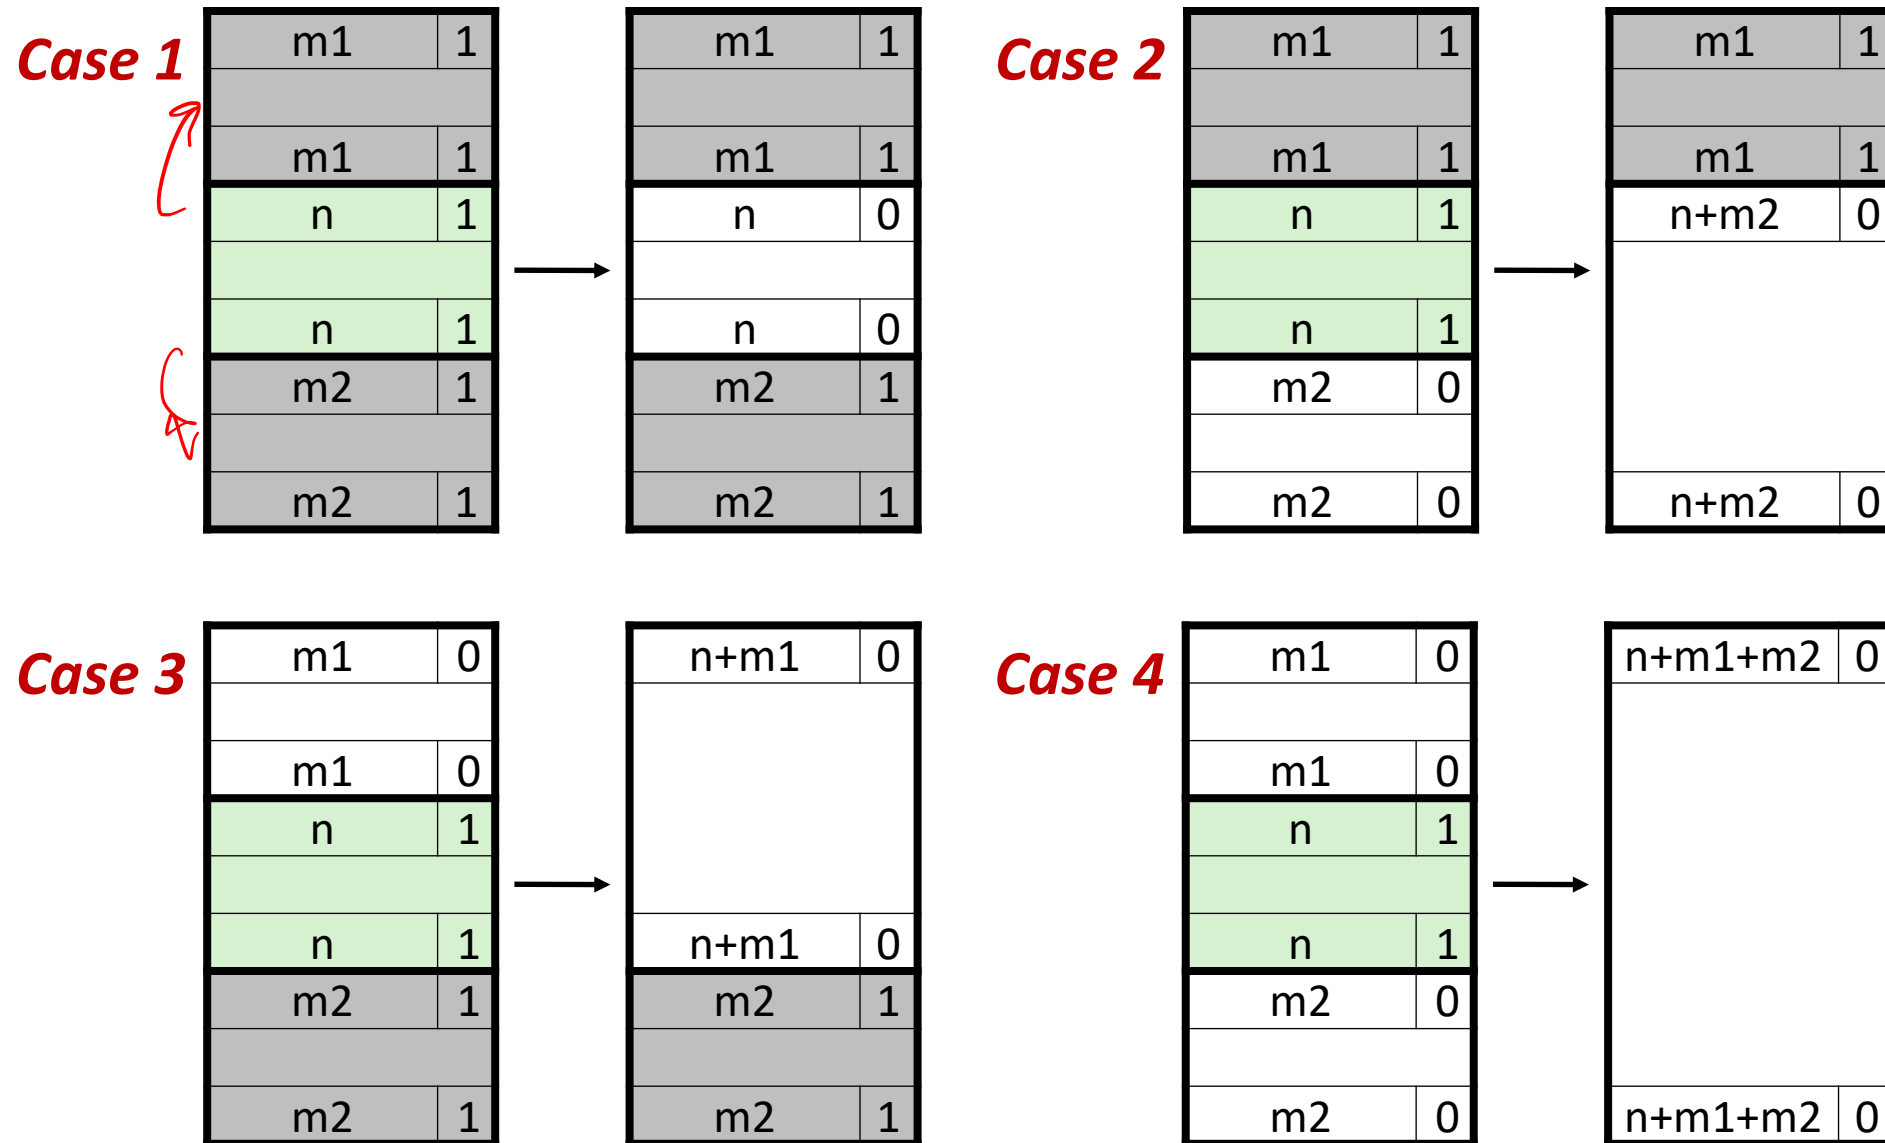 Case 1
m1 1 m1 1
m1 1 m1 1
n 1 n 0
n 1 n 0
m2 1 m2 1
m2 1 m2 1
Case 2
m1 1 m1 1
m1 1 m1 1
n 1 n+m2 0
n 1
m2 0
m2 0 n+m2 0
Case 3
m1 0 n+m1 0
m1 0
n 1
n 1 n+m1 0
m2 1 m2 1
m2 1 m2 1
Case 4
m1 0 n+m1+m2 0
m1 0
n 1
n 1
m2 0
m2 0 n+m1+m2 0